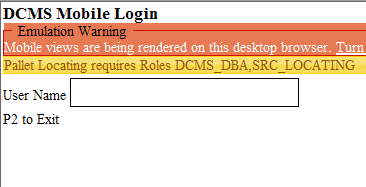 DCMS Mobile Login
Emulation Warning
Mobile views are being rendered on this desktop browser. Turn
Pallet Locating requires Roles DCMS_DBA,SRC_LOCATING
User Name
P2 to Exit